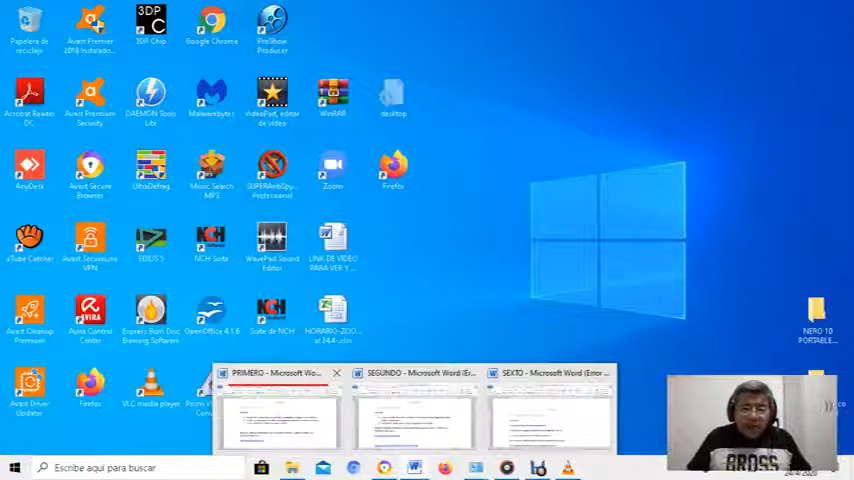 Papelera de
reciclaje
Avast Premier
2018 Instalado...
3DP
C
3DP Chip
Google Chrome
ProShow
Producer
Acrobat Reader
DC
Avast Premium
Security
DAEMON Tools
Lite
Malwarebytes
VideoPad, editor
de vídeo
WinRAR
desktop
AnyDesk
Avast Secure
Browser
UltraDefrag
Music Search
MP3
SUPERAntiSpy...
Professional
Zoom
Firefox
aTube Catcher
Avast SecureLine
VPN
EDIUS 5
NCH
NCH Suite
WavePad Sound
Editor
LINK DE VIDEO
PARA VER Y ...
Avast Cleanup
Premium
AVIRA
Avira Control
Center
Express Burn Disc
Burning Software
OpenOffice 4.1.6
NCH
Suite de NCH
HORARIO-ZOO...
al 24.4-.xlsx
NERO 10
PORTABLE...
Avast Driver
Updater
Firefox
VLC media player
PRIMERO - Microsoft Wo...
SEGUNDO - Microsoft Word (Er...
SEXTO - Microsoft Word (Error ...
BROSS
Escribe aquí para buscar